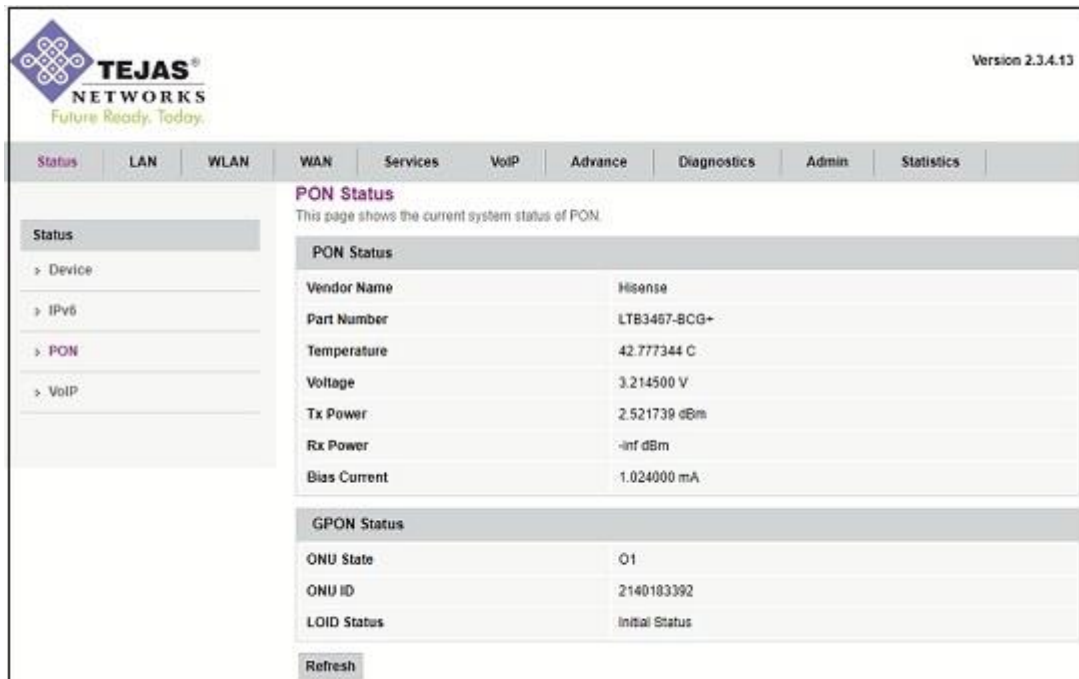 TEJAS®
NETWORKS
Future Ready. Today.
Version 2.3.4.13
Status LAN WLAN WAN Services VoIP Advance Diagnostics Admin Statistics
Status
> Device
> IPv6
> PON
> VoIP
PON Status
This page shows the current system status of PON.
PON Status
Vendor Name Hisense
Part Number LTB3467-BCG+
Temperature 42.777344 C
Voltage 3.214500 V
Tx Power 2.521739 dBm
Rx Power -inf dBm
Bias Current 1.024000 mA
GPON Status
ONU State O1
ONU ID 2140183392
LOID Status Initial Status
Refresh